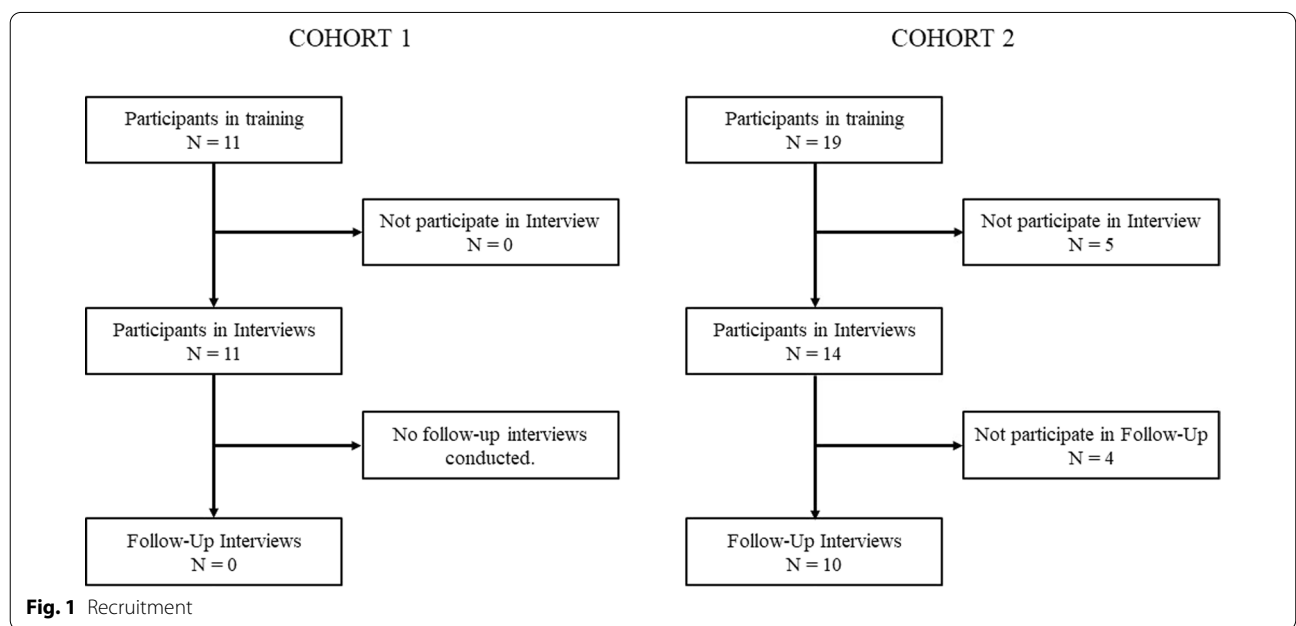 COHORT 1
Participants in training
N = 11
Not participate in Interview
N = 0
Participants in Interviews
N = 11
No follow-up interviews
conducted.
Follow-Up Interviews
N = 0
COHORT 2
Participants in training
N = 19
Not participate in Interview
N = 5
Participants in Interviews
N = 14
Not participate in Follow-Up
N = 4
Follow-Up Interviews
N = 10
Fig. 1 Recruitment